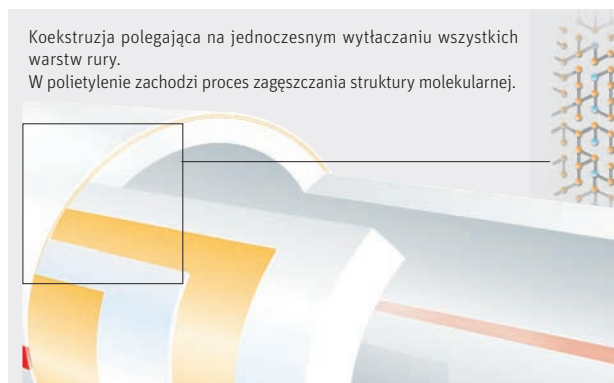 Koekstruzja polegająca na jednoczesnym wytłaczaniu wszystkich
warstw rury.
W polietylenie zachodzi proces zagęszczania struktury molekularnej.